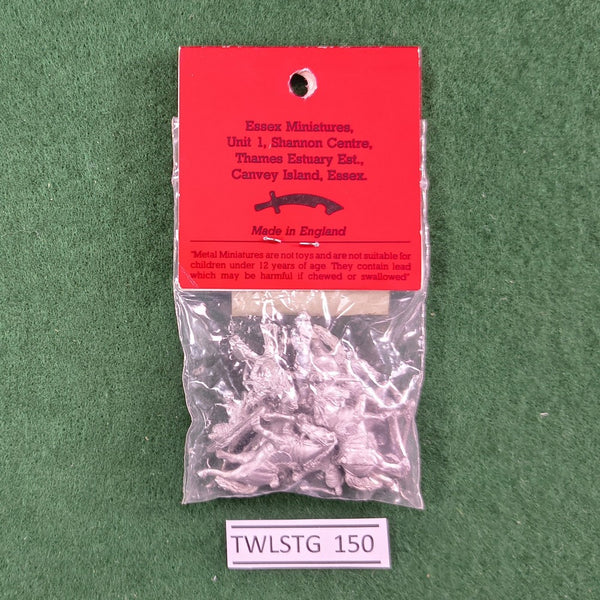 Essex Miniatures,
Unit 1, Shannon Centre,
Thames Estuary Est.,
Canvey Island, Essex.
Made in England
"Metal Miniatures are not toys and are not suitable for
children under 12 years of age They contain lead
which may be harmful if chewed or swallowed"
TWLSTG 150